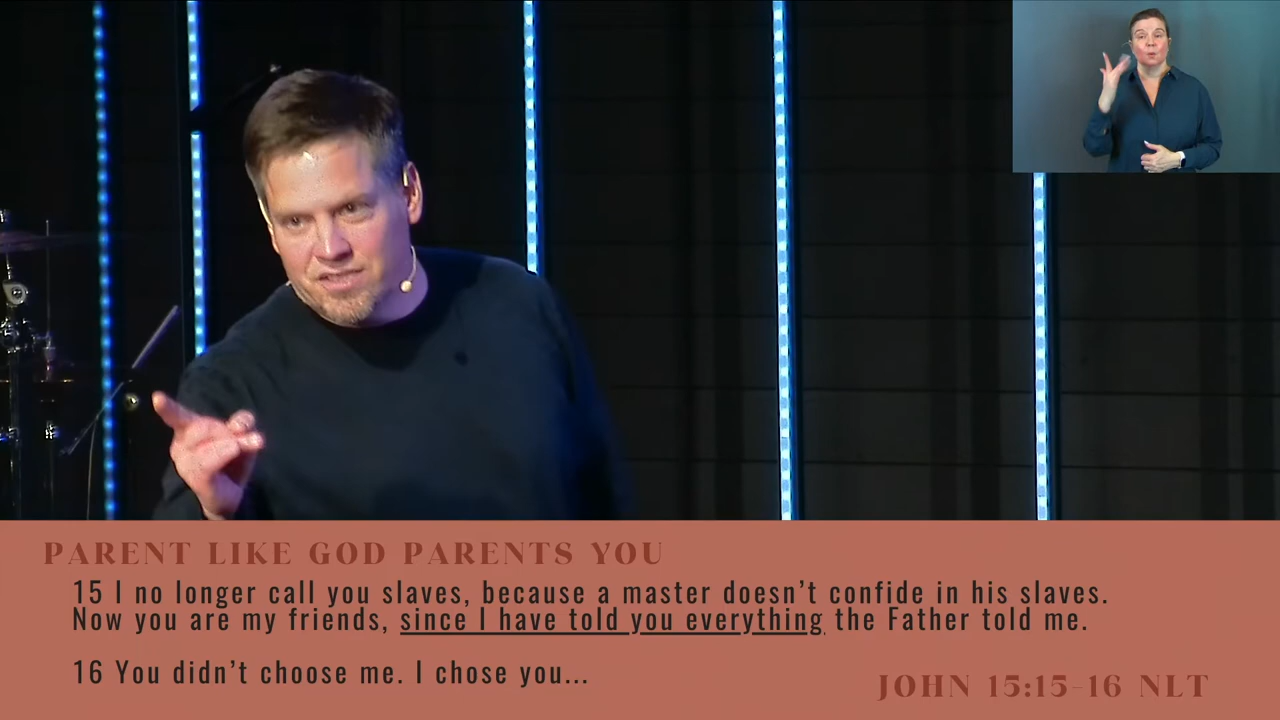 PARENT LIKE GOD PARENTS YOU
15 I no longer call you slaves, because a master doesn’t confide in his slaves.
Now you are my friends, since I have told you everything the Father told me.
16 You didn’t choose me. I chose you...
JOHN 15:15-16 NLT